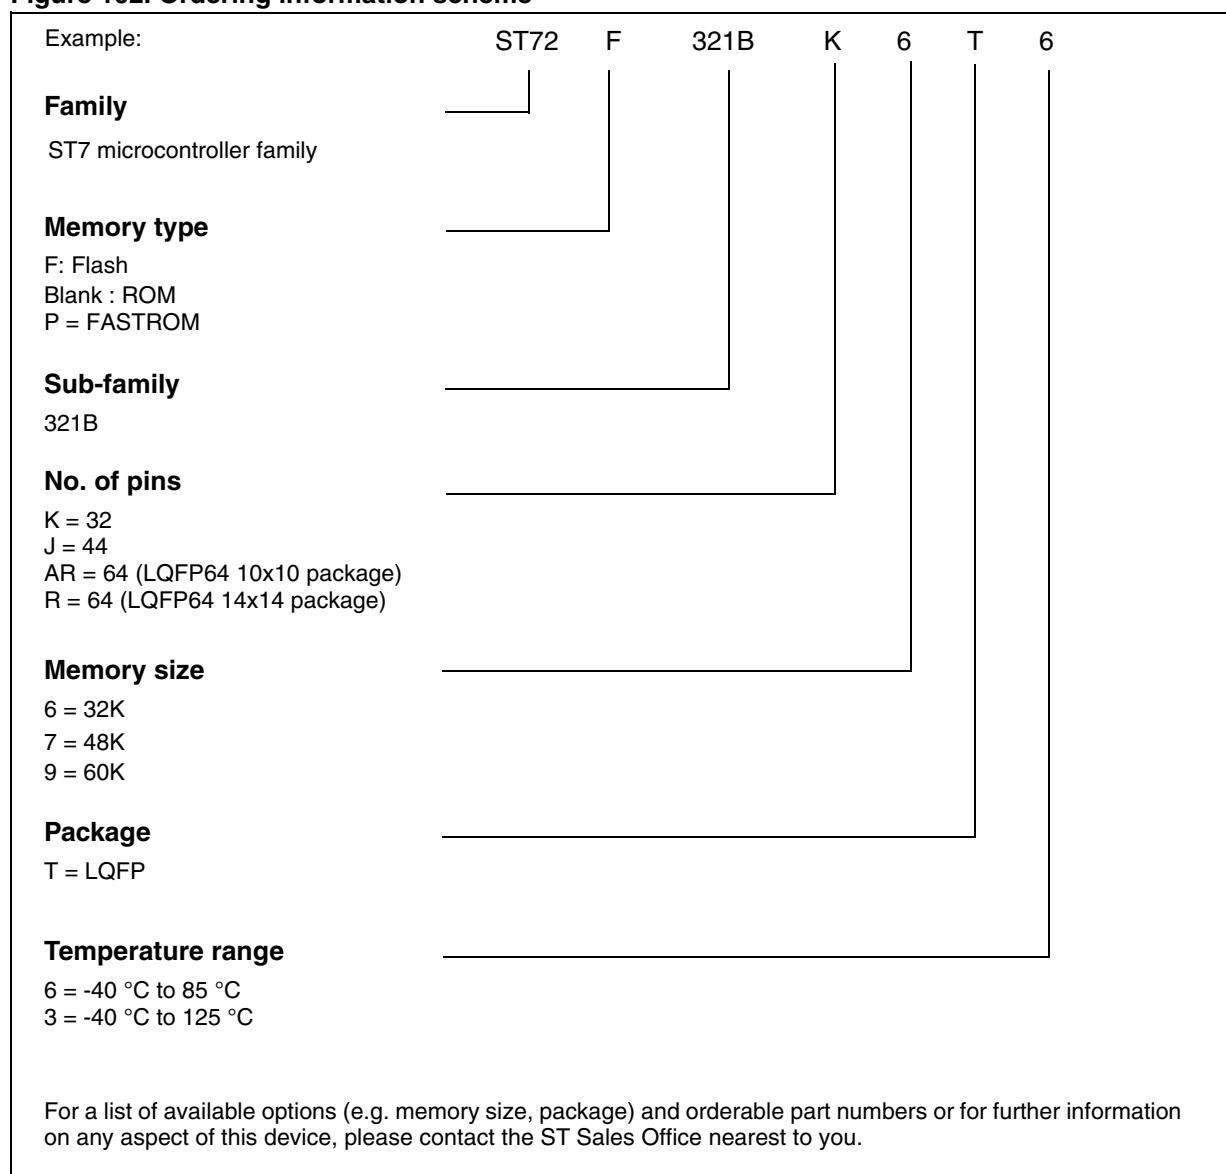 Figure 102. Ordering information scheme
Example: ST72 F 321B K 6 T 6
Family
ST7 microcontroller family
Memory type
F: Flash
Blank : ROM
P = FASTROM
Sub-family
321B
No. of pins
K = 32
J = 44
AR = 64 (LQFP64 10x10 package)
R = 64 (LQFP64 14x14 package)
Memory size
6 = 32K
7 = 48K
9 = 60K
Package
T = LQFP
Temperature range
6 = -40 °C to 85 °C
3 = -40 °C to 125 °C
For a list of available options (e.g. memory size, package) and orderable part numbers or for further information
on any aspect of this device, please contact the ST Sales Office nearest to you.